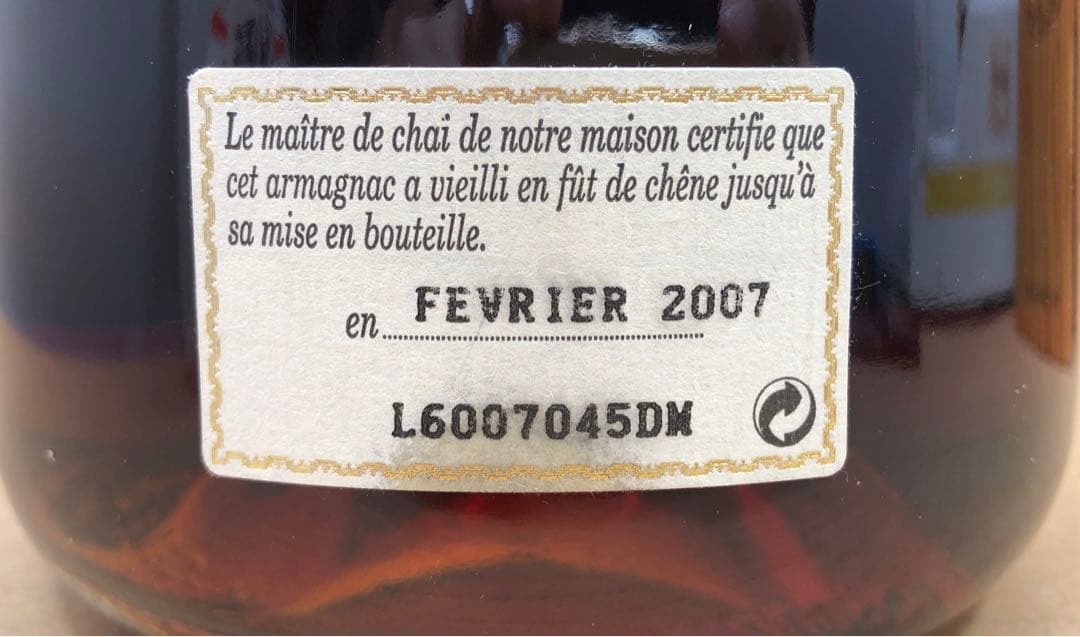 Le maître de chaï de notre maison certifie que
cet armagnac a vieilli en fût de chêne jusqu'à
sa mise en bouteille.
en FEVRIER 2007
L6007045DM